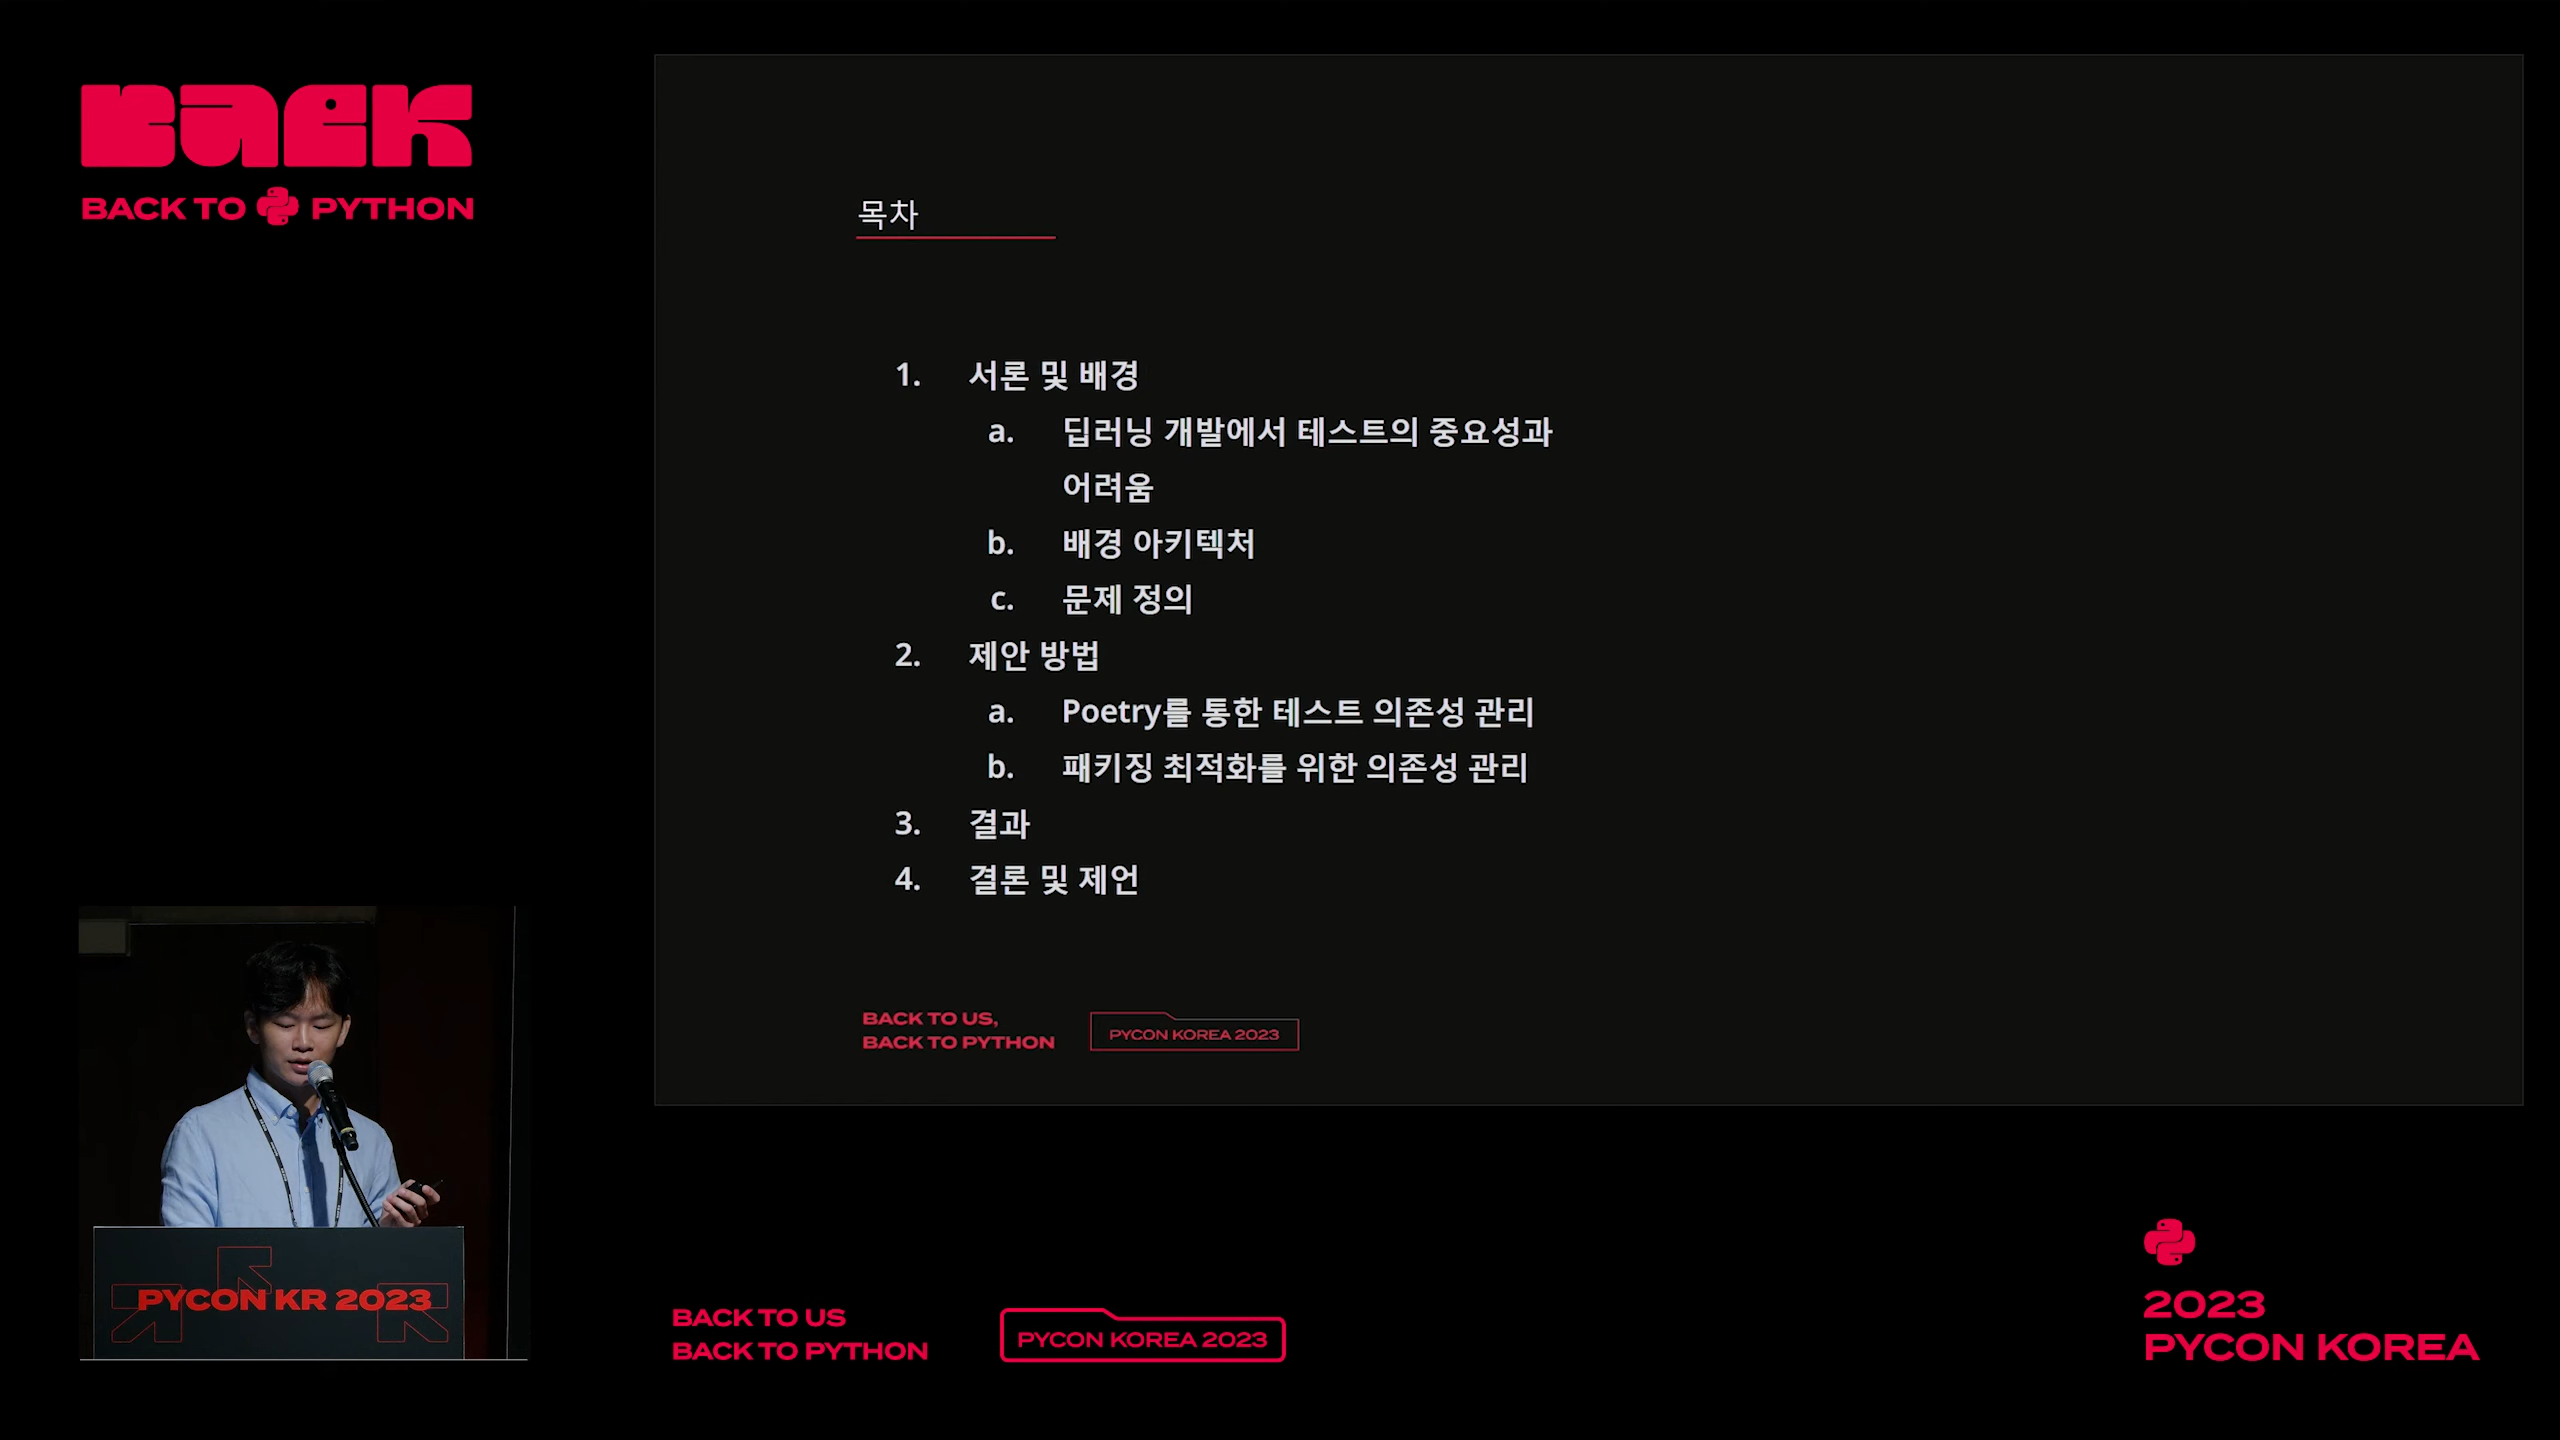 BACK
BACK TO PYTHON
목차
1. 서론 및 배경
a. 딥러닝 개발에서 테스트의 중요성과
어려움
b. 배경 아키텍처
c. 문제 정의
2. 제안 방법
a. Poetry를 통한 테스트 의존성 관리
b. 패키징 최적화를 위한 의존성 관리
3. 결과
4. 결론 및 제언
BACK TO US,
BACK TO PYTHON
PYCON KOREA 2023
PYCON KR 2023
BACK TO US
BACK TO PYTHON
PYCON KOREA 2023
2023
PYCON KOREA